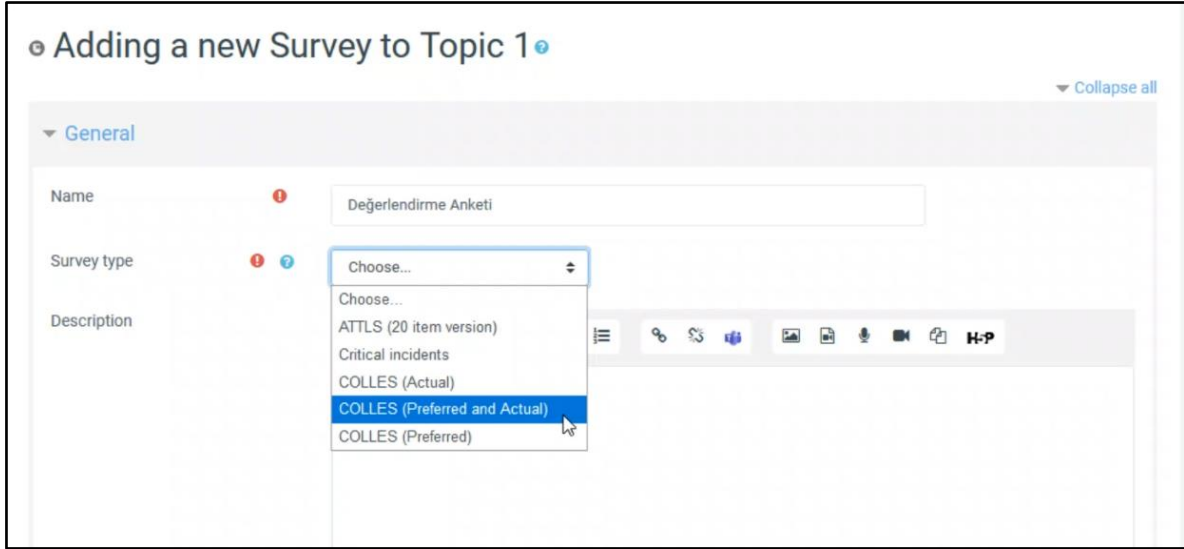 Adding a new Survey to Topic 1
Collapse all
General
Name
Değerlendirme Anketi
Survey type
Choose...
Choose...
ATTLS (20 item version)
Critical incidents
COLLES (Actual)
COLLES (Preferred and Actual)
COLLES (Preferred)
Description
H5P